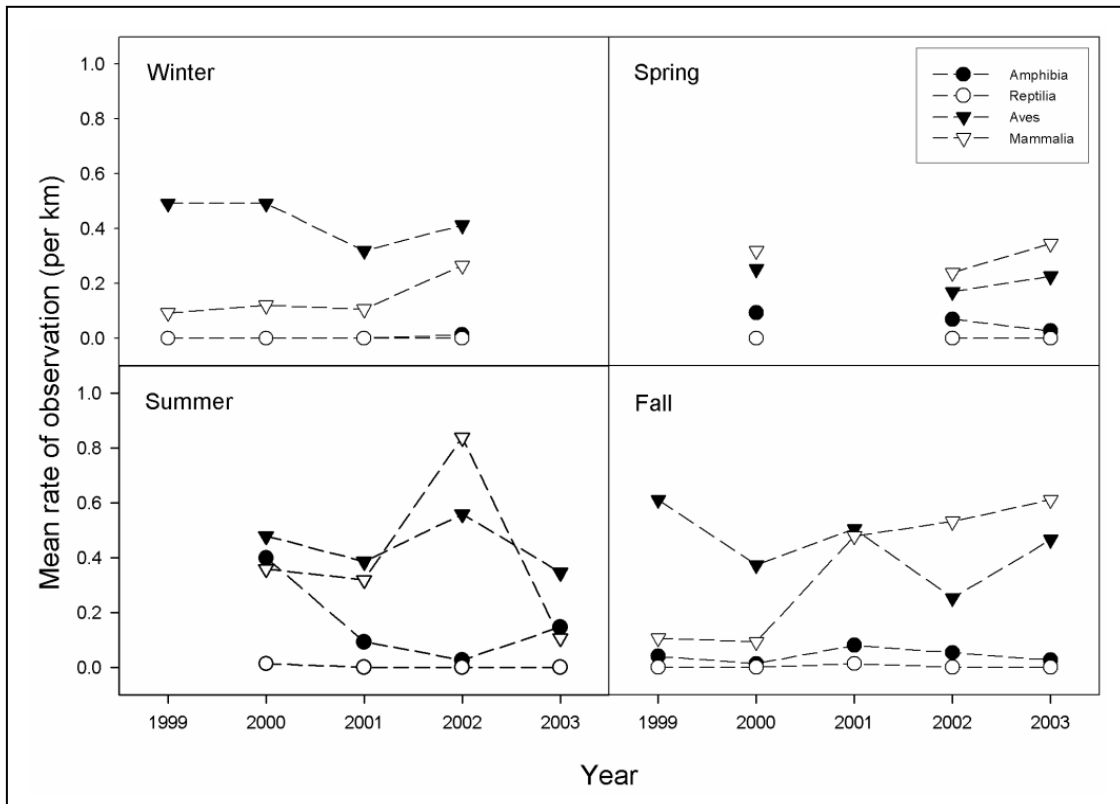 Mean rate of observation (per km)
Winter
1.0
0.8
0.6
0.4
0.2
0.0
Spring
Amphibia
Reptilia
Aves
Mammalia
Summer
1.0
0.8
0.6
0.4
0.2
0.0
Fall
1999 2000 2001 2002 2003
1999 2000 2001 2002 2003
Year